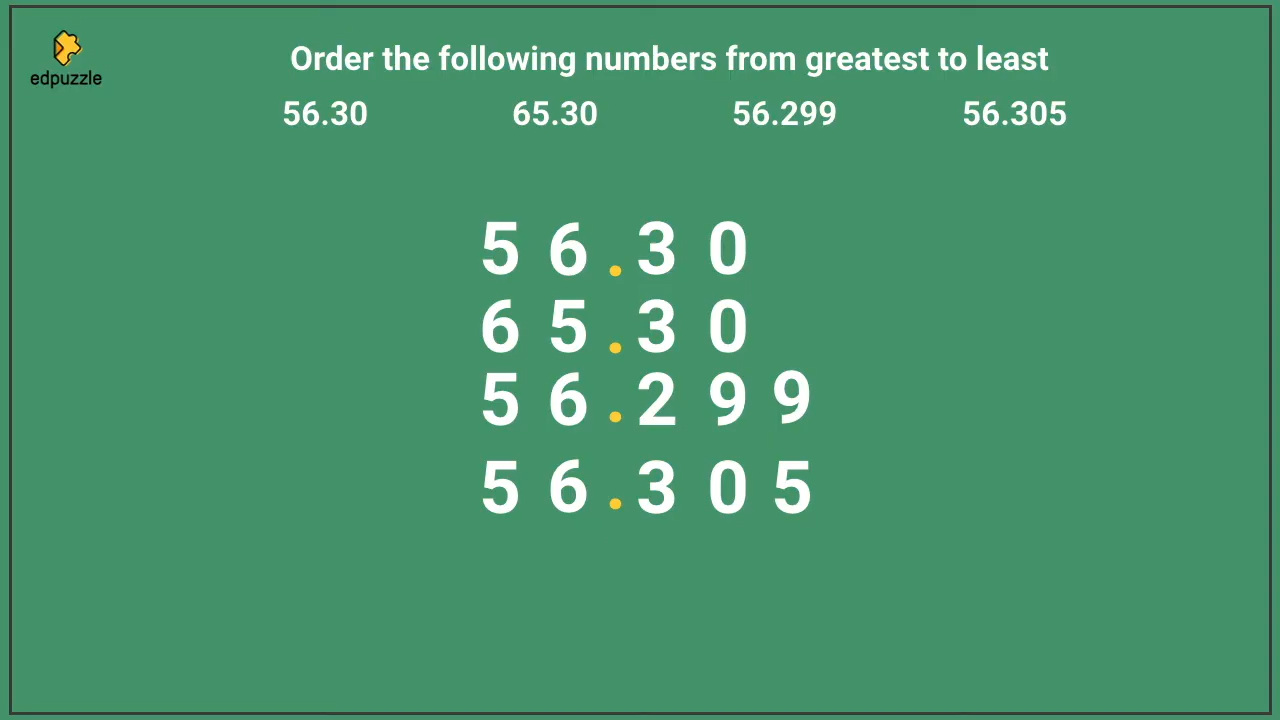 Order the following numbers from greatest to least
edpuzzle
56.30 65.30 56.299 56.305
5 6 . 3 0
6 5 . 3 0
5 6 . 2 9 9
5 6 . 3 0 5